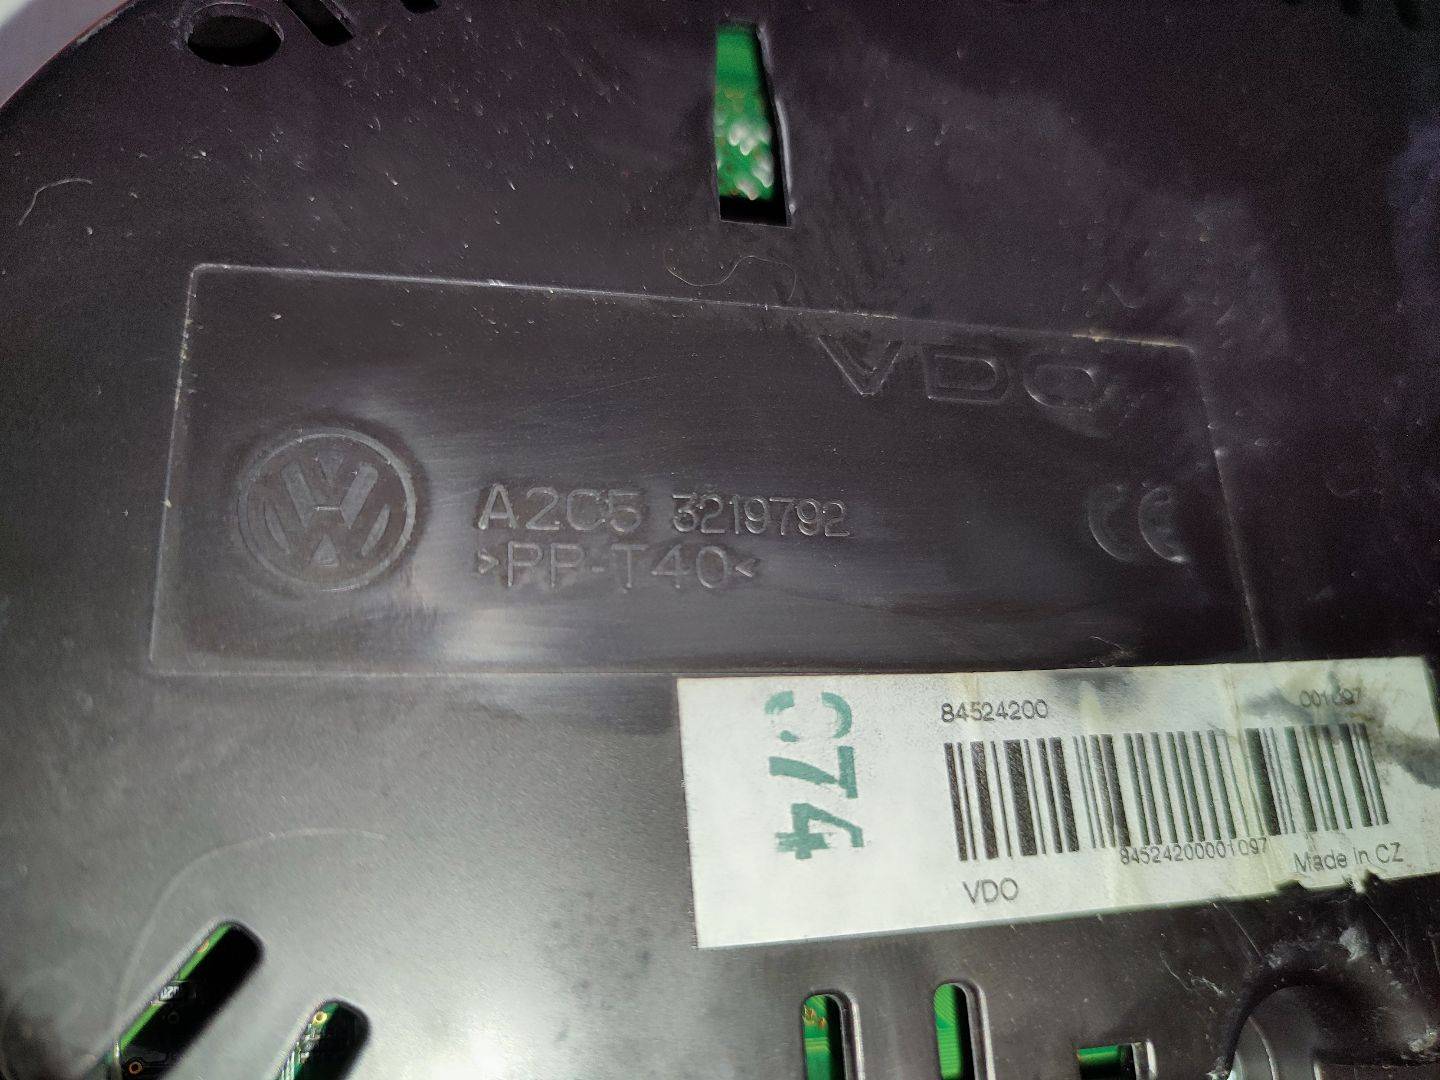 VDO
A2C5 3219792
>PP-T40<
CE
C74
84524200
001097
84524200001097
Made in CZ
VDO